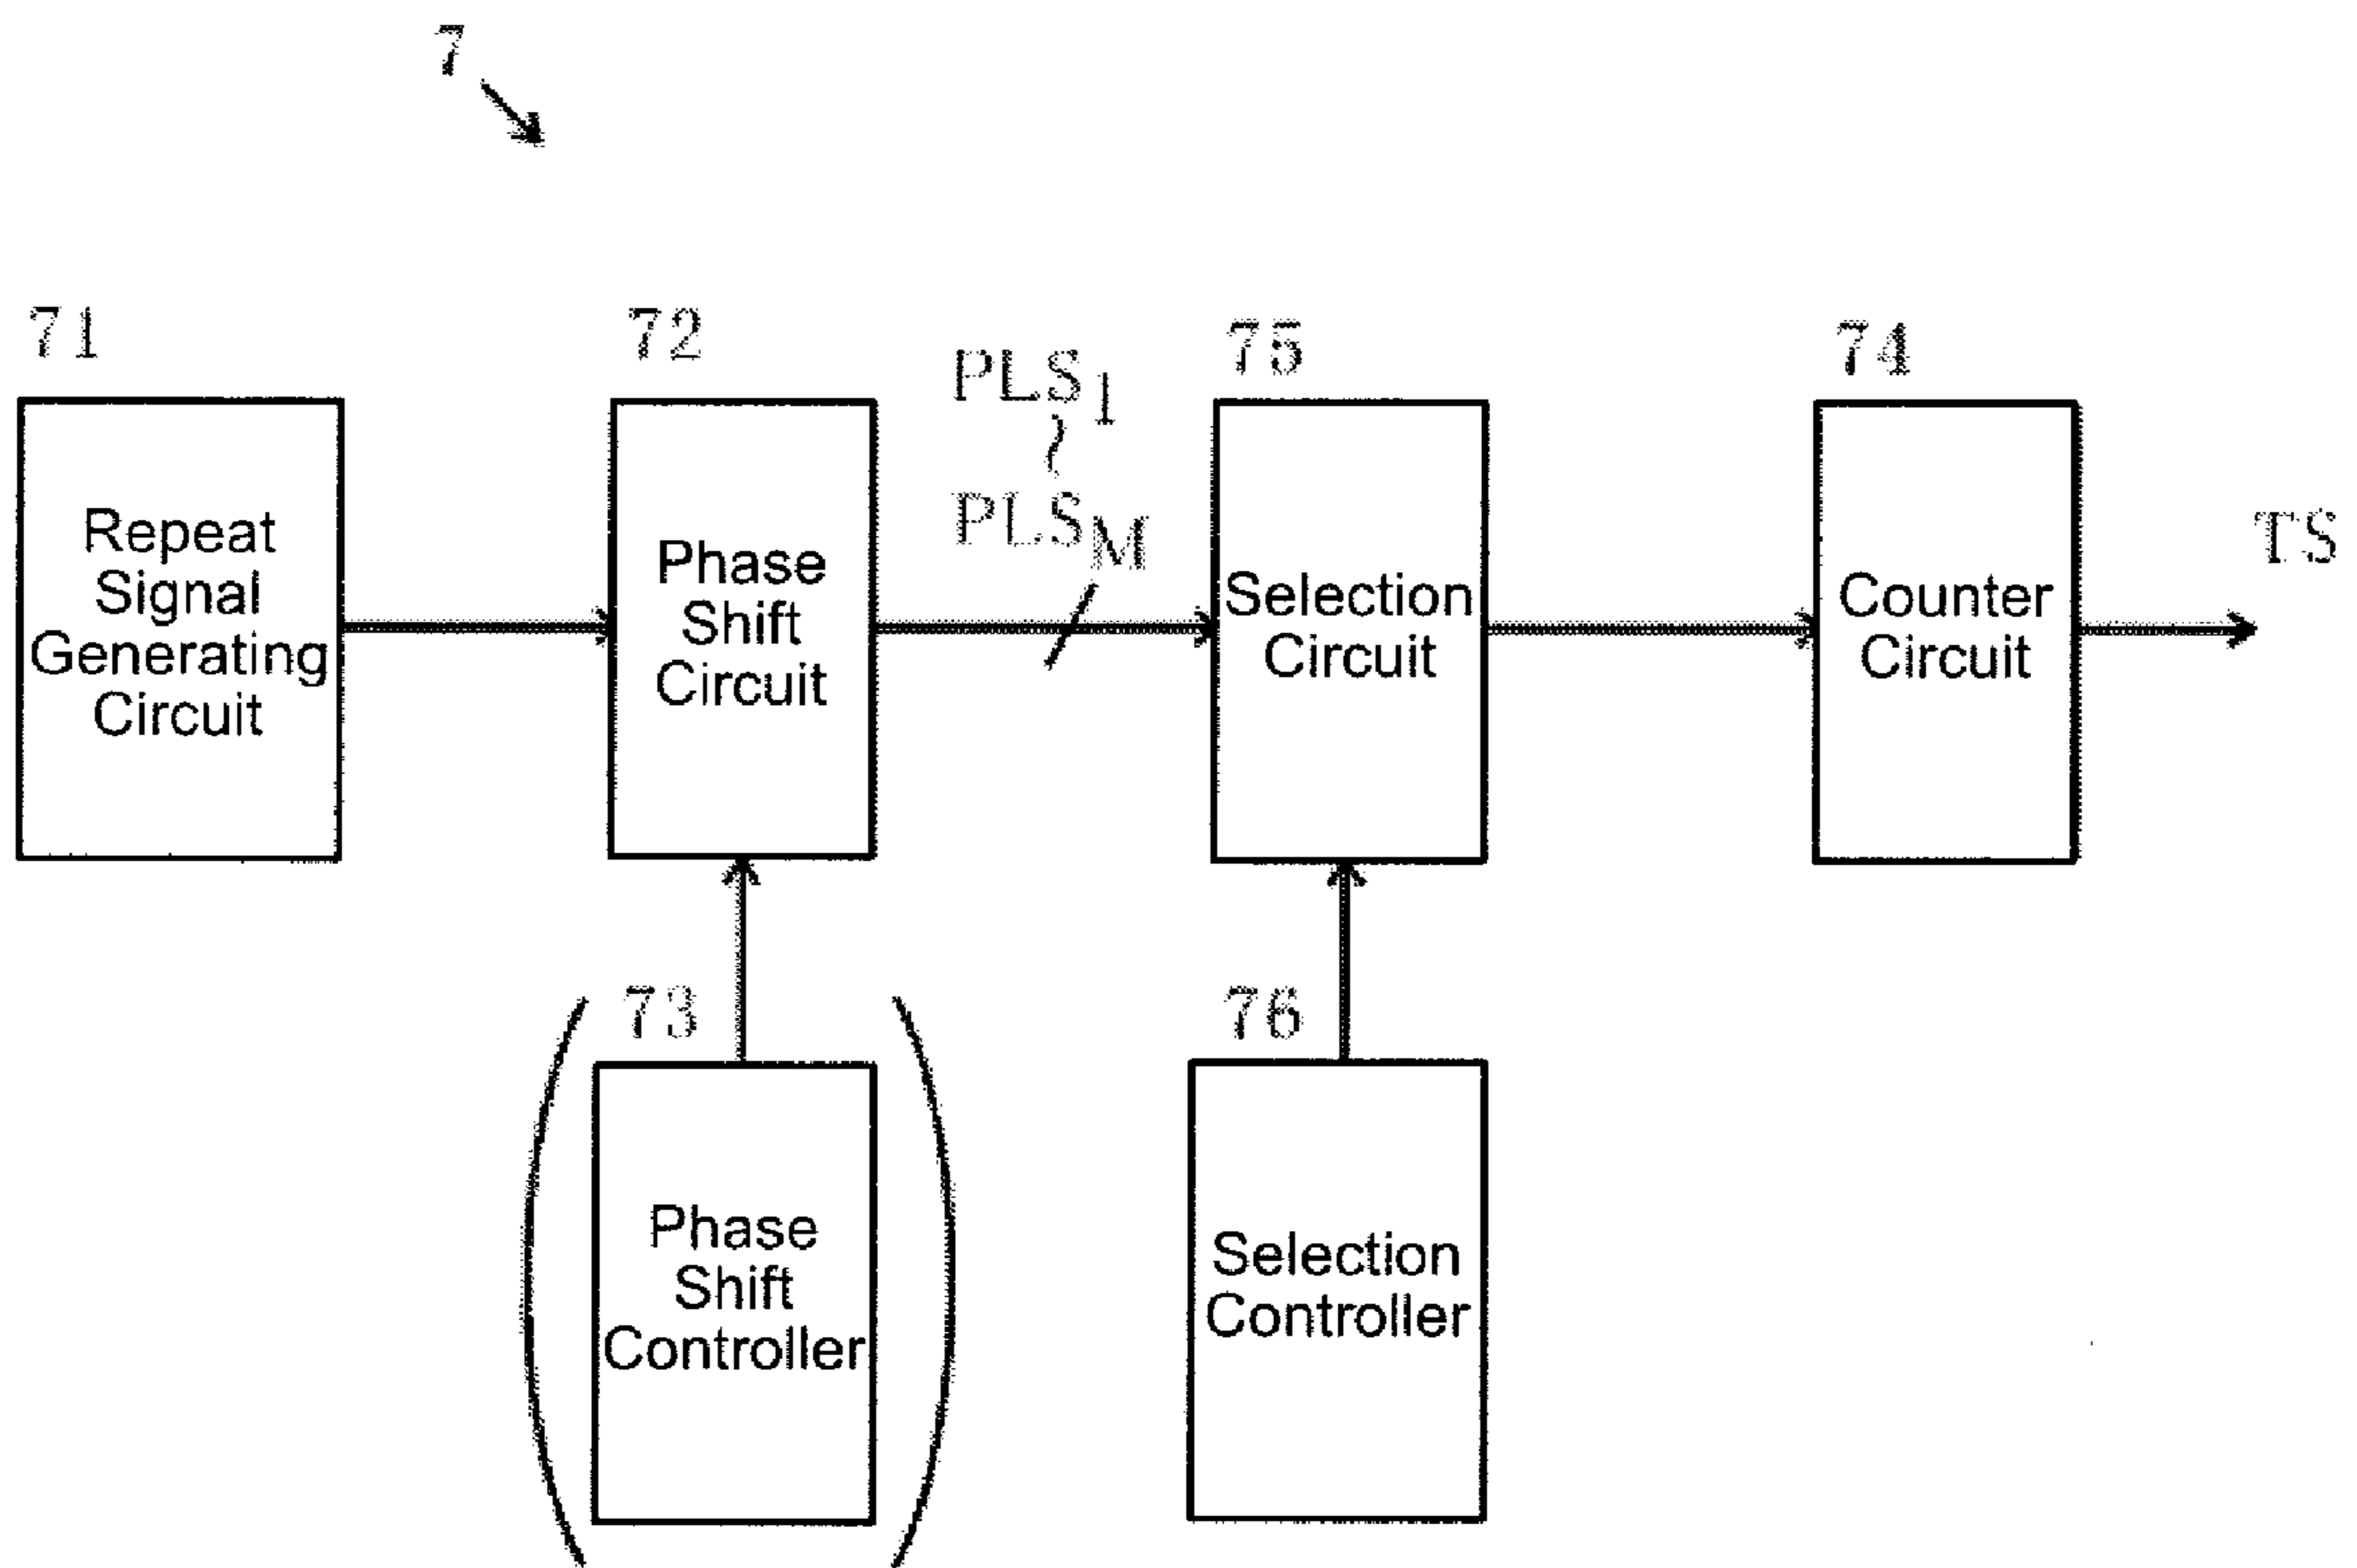 7
71
Repeat
Signal
Generating
Circuit
72
Phase
Shift
Circuit
PLS1
~
PLSM
75
Selection
Circuit
74
Counter
Circuit
TS
73
Phase
Shift
Controller
76
Selection
Controller